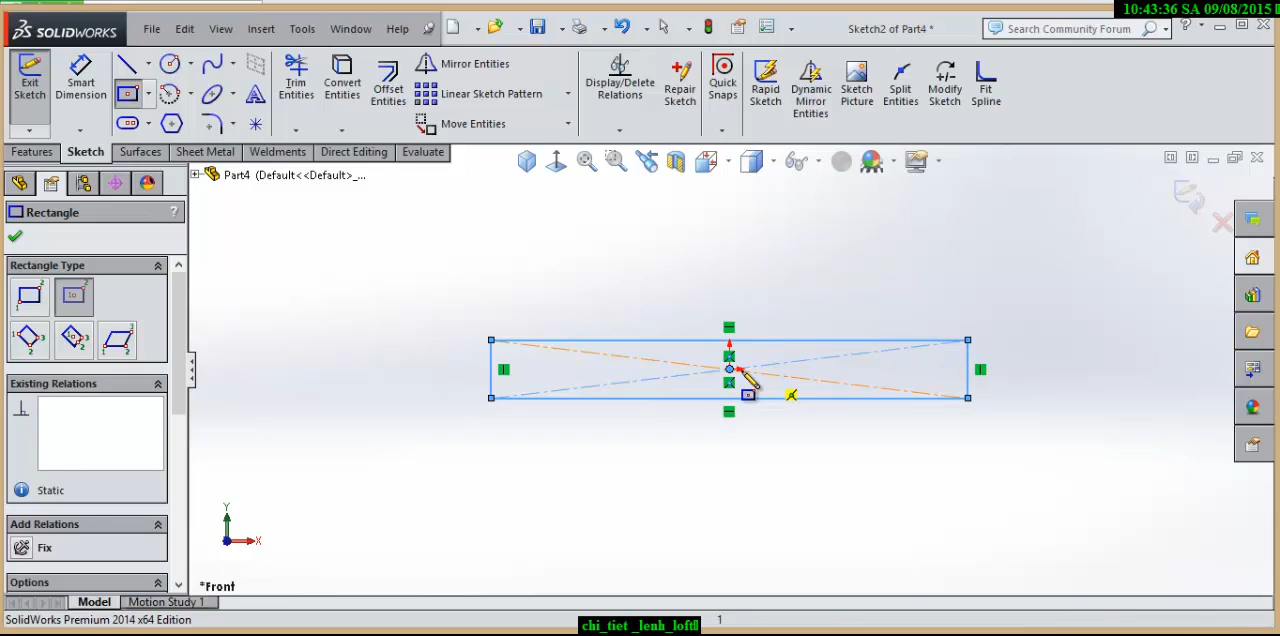 10:43:36 SA 09/08/2015
SOLIDWORKS
File Edit View Insert Tools Window Help
Sketch2 of Part4 *
Search Community Forum
?
Exit Sketch
Smart Dimension
Trim Entities
Convert Entities
Offset Entities
Mirror Entities
Linear Sketch Pattern
Move Entities
Display/Delete Relations
Repair Sketch
Quick Snaps
Rapid Sketch
Dynamic Mirror Entities
Sketch Picture
Split Entities
Modify Sketch
Fit Spline
Features Sketch Surfaces Sheet Metal Weldments Direct Editing Evaluate
Part4 (Default<<Default>_...
Rectangle ?
Rectangle Type
Existing Relations
Static
Add Relations
Fix
Options
Y
X
*Front
Model Motion Study 1
SolidWorks Premium 2014 x64 Edition
1
chi_tiet _lenh_loft